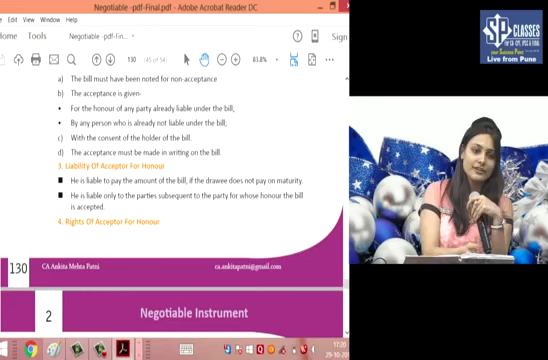 Negotiable -pdf-Final.pdf - Adobe Acrobat Reader DC
Edit View Window Help
Home Tools Negotiable -pdf-Fin... Sign
130 (45 of 54) 83.8%
a) The bill must have been noted for non-acceptance
b) The acceptance is given-
• For the honour of any party already liable under the bill,
• By any person who is already not liable under the bill;
c) With the consent of the holder of the bill.
d) The acceptance must be made in writing on the bill.
3. Liability Of Acceptor For Honour
He is liable to pay the amount of the bill, if the drawee does not pay on maturity.
He is liable only to the parties subsequent to the party for whose honour the bill
is accepted.
4. Rights Of Acceptor For Honour
130 CA Ankita Mehta Patni ca.ankitapatni@gmail.com
2 Negotiable Instrument
17:20
SP CLASSES
FOR CA- CPT, IPCC & FINAL
Live from Pune